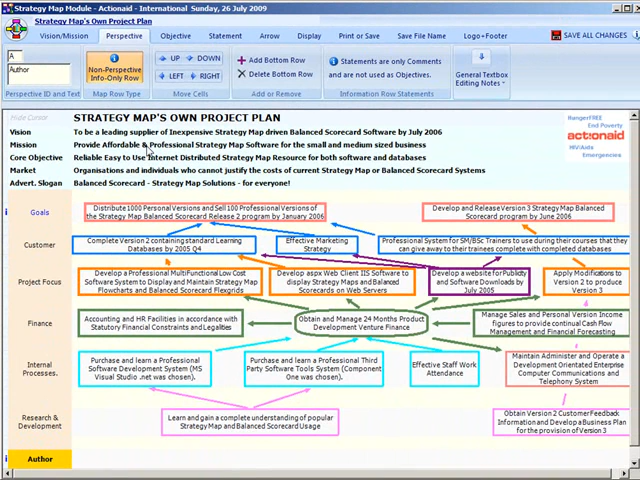 Strategy Map Module - Actionaid - International Sunday, 26 July 2009
Strategy Map's Own Project Plan
Vision/Mission Perspective Objective Statement Arrow Display Print or Save Save File Name Logo+Footer SAVE ALL CHANGES
A
Author
Perspective ID and Text
Non-Perspective
Info-Only Row
Map Row Type
UP DOWN
LEFT RIGHT
Move Cells
Add Bottom Row
Delete Bottom Row
Add or Remove
Statements are only Comments
and are not used as Objectives.
Information Row Statements
General Textbox
Editing Notes
Hide Cursor
STRATEGY MAP'S OWN PROJECT PLAN
Vision To be a leading supplier of Inexpensive Strategy Map driven Balanced Scorecard Software by July 2006
Mission Provide Affordable & Professional Strategy Map Software for the small and medium sized business
Core Objective Reliable Easy to Use Internet Distributed Strategy Map Resource for both software and databases
Market Organisations and individuals who cannot justify the costs of current Strategy Map or Balanced Scorecard Systems
Advert. Slogan Balanced Scorecard - Strategy Map Solutions - for everyone!
HungerFREE
End Poverty
actionaid
HIV/Aids
Emergencies
Goals
Distribute 1000 Personal Versions and Sell 100 Professional Versions of
the Strategy Map Balanced Scorecard Release 2 program by January 2006
Develop and Release Version 3 Strategy Map Balanced
Scorecard program by June 2006
Customer
Complete Version 2 containing standard Learning
Databases by 2005 Q4
Effective Marketing
Strategy
Professional System for SM/BSC Trainers to use during their courses that they
can give away to their trainees complete with completed databases
Project Focus
Develop a Professional MultiFunctional Low Cost
Software System to Display and Maintain Strategy Map
Flowcharts and Balanced Scorecard Flexgrids
Develop aspx Web Client IIS Software to
display Strategy Maps and Balanced
Scorecards on Web Servers
Develop a website for Publicity
and Software Downloads by
July 2005
Apply Modifications to
Version 2 to produce
Version 3
Finance
Accounting and HR Facilities in accordance with
Statutory Financial Constraints and Legalities
Obtain and Manage 24 Months Product
Development Venture Finance
Manage Sales and Personal Version Income
figures to provide continual Cash Flow
Management and Financial Forecasting
Internal
Processes.
Purchase and learn a Professional
Software Development System (MS
Visual Studio .net was chosen).
Purchase and learn a Professional Third
Party Software Tools System (Component
One was chosen).
Effective Staff Work
Attendance
Maintain Administer and Operate a
Development Orientated Enterprise
Computer Communications and
Telephony System
Research &
Development
Learn and gain a complete understanding of popular
Strategy Map and Balanced Scorecard Usage
Obtain Version 2 Customer Feedback
Information and Develop a Business Plan
for the provision of Version 3
Author